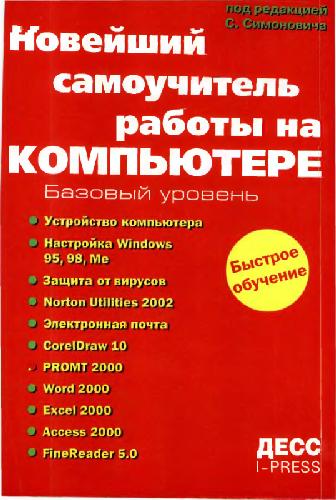 под редакцией
С. Симоновича
Новейший
самоучитель
работы на
КОМПЬЮТЕРЕ
Базовый уровень
Устройство компьютера
Настройка Windows
95, 98, Me
Защита от вирусов
Norton Utilities 2002
Электронная почта
CorelDraw 10
PROMT 2000
Word 2000
Excel 2000
Access 2000
FineReader 5.0
Быстрое
обучение
ДЕСС
I-PRESS